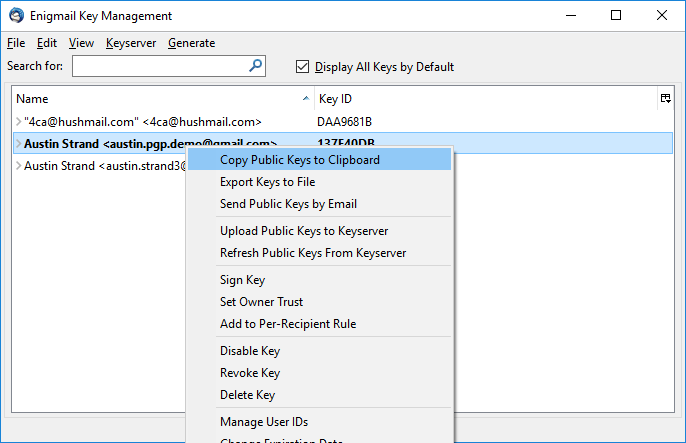 Enigmail Key Management
File Edit View Keyserver Generate
Search for: Display All Keys by Default
Name Key ID
"4ca@hushmail.com" <4ca@hushmail.com> DAA9681B
Austin Strand <austin.pgp.demo@gmail.com> 137F40DB
Austin Strand <austin.strand3@
Copy Public Keys to Clipboard
Export Keys to File
Send Public Keys by Email
Upload Public Keys to Keyserver
Refresh Public Keys From Keyserver
Sign Key
Set Owner Trust
Add to Per-Recipient Rule
Disable Key
Revoke Key
Delete Key
Manage User IDs
Change Expiration Date